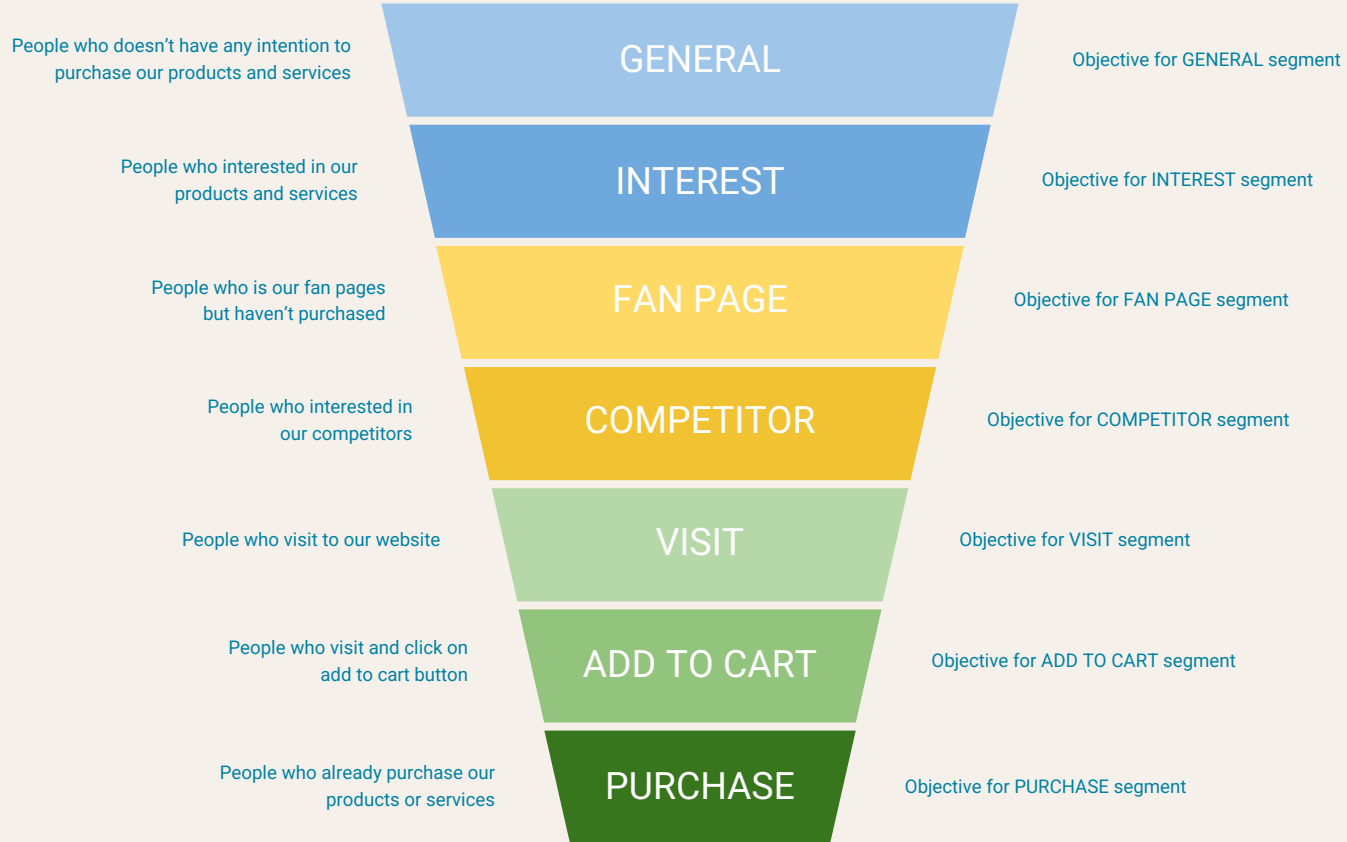 People who doesn’t have any intention to
purchase our products and services
GENERAL
Objective for GENERAL segment
People who interested in our
products and services
INTEREST
Objective for INTEREST segment
People who is our fan pages
but haven’t purchased
FAN PAGE
Objective for FAN PAGE segment
People who interested in
our competitors
COMPETITOR
Objective for COMPETITOR segment
People who visit to our website
VISIT
Objective for VISIT segment
People who visit and click on
add to cart button
ADD TO CART
Objective for ADD TO CART segment
People who already purchase our
products or services
PURCHASE
Objective for PURCHASE segment